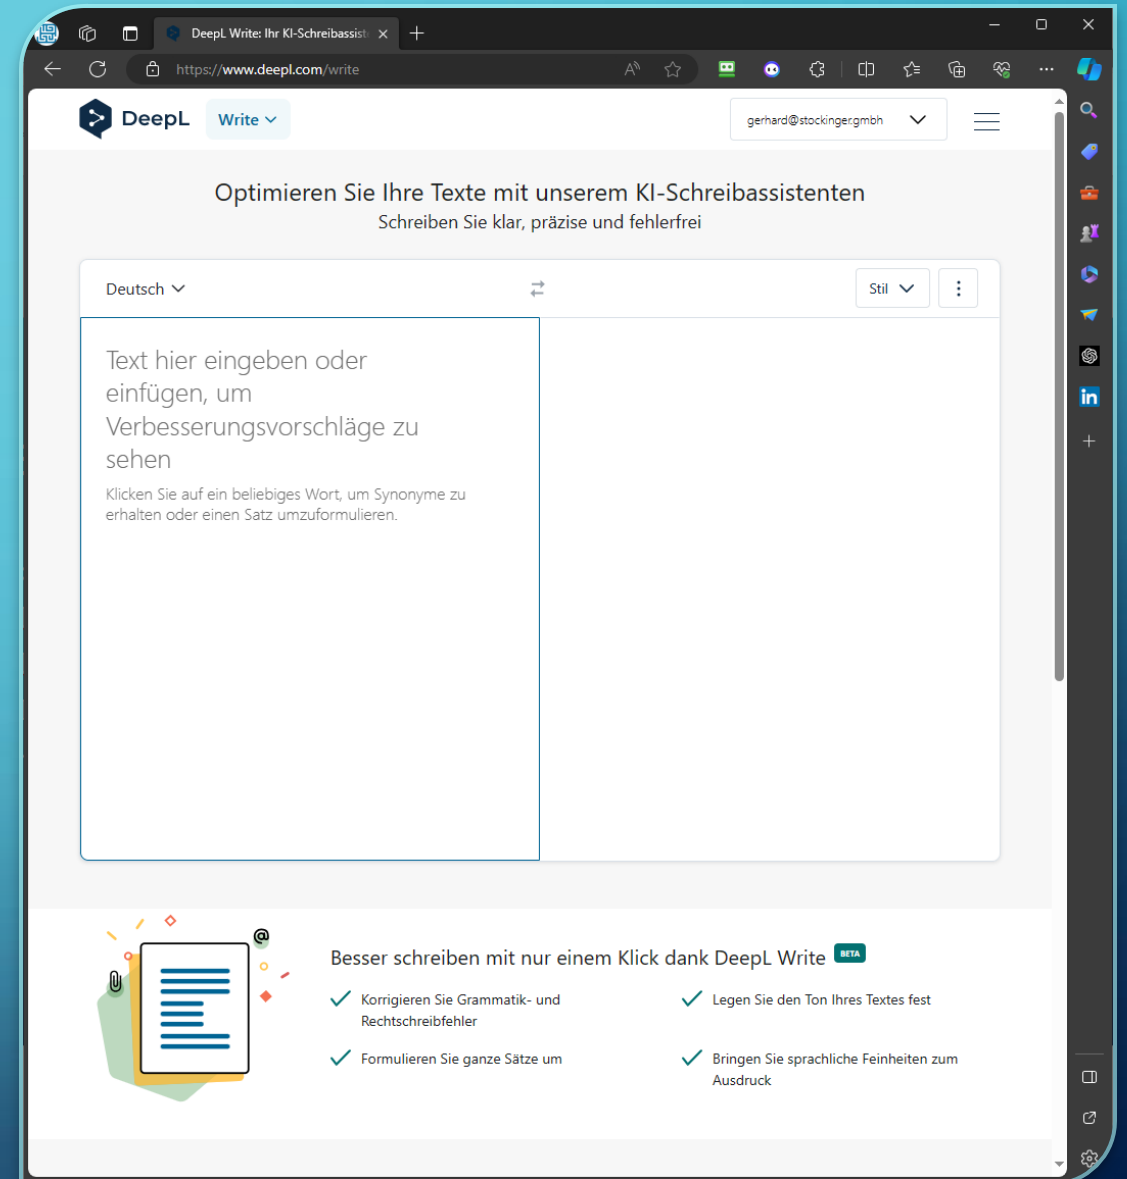 DeepL Write: Ihr KI-Schreibassist
https://www.deepl.com/write
DeepL
Write
gerhard@stockinger.gmbh
Optimieren Sie Ihre Texte mit unserem KI-Schreibassistenten
Schreiben Sie klar, präzise und fehlerfrei
Deutsch
Stil
Text hier eingeben oder
einfügen, um
Verbesserungsvorschläge zu
sehen
Klicken Sie auf ein beliebiges Wort, um Synonyme zu
erhalten oder einen Satz umzuformulieren.
Besser schreiben mit nur einem Klick dank DeepL Write BETA
Korrigieren Sie Grammatik- und
Rechtschreibfehler
Legen Sie den Ton Ihres Textes fest
Formulieren Sie ganze Sätze um
Bringen Sie sprachliche Feinheiten zum
Ausdruck